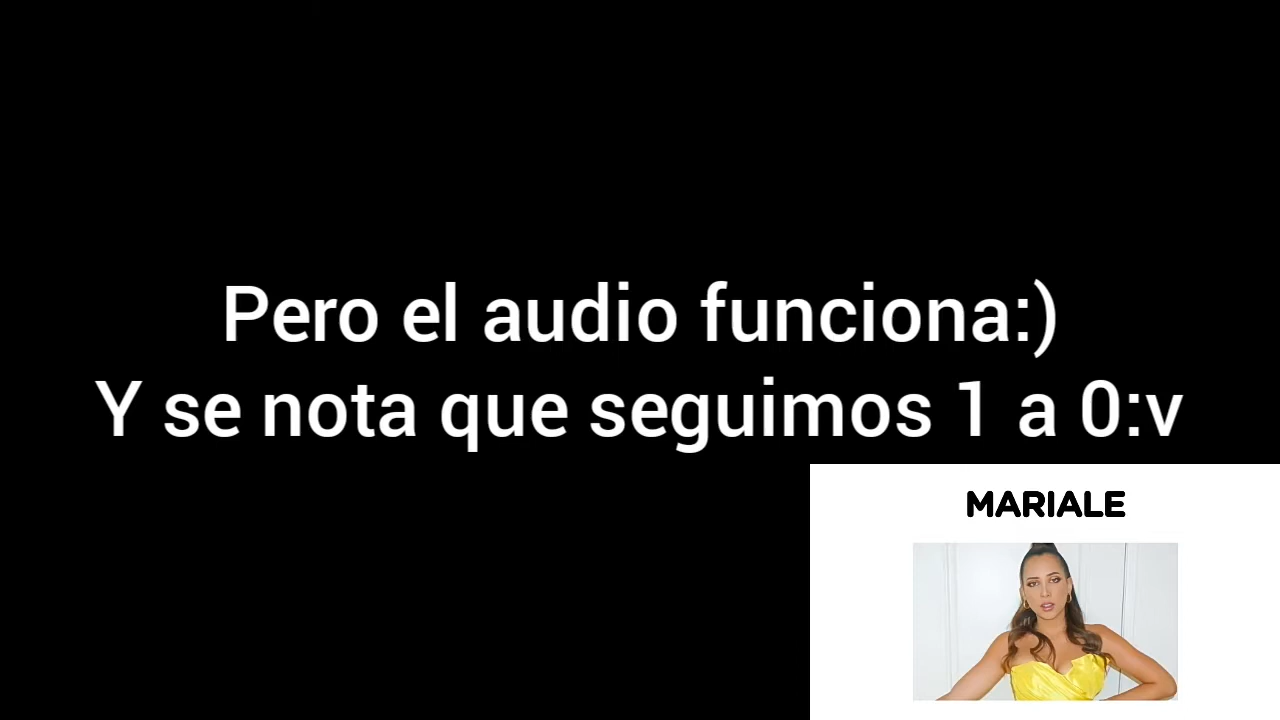 Pero el audio funciona:)
Y se nota que seguimos 1 a 0:v
MARIALE